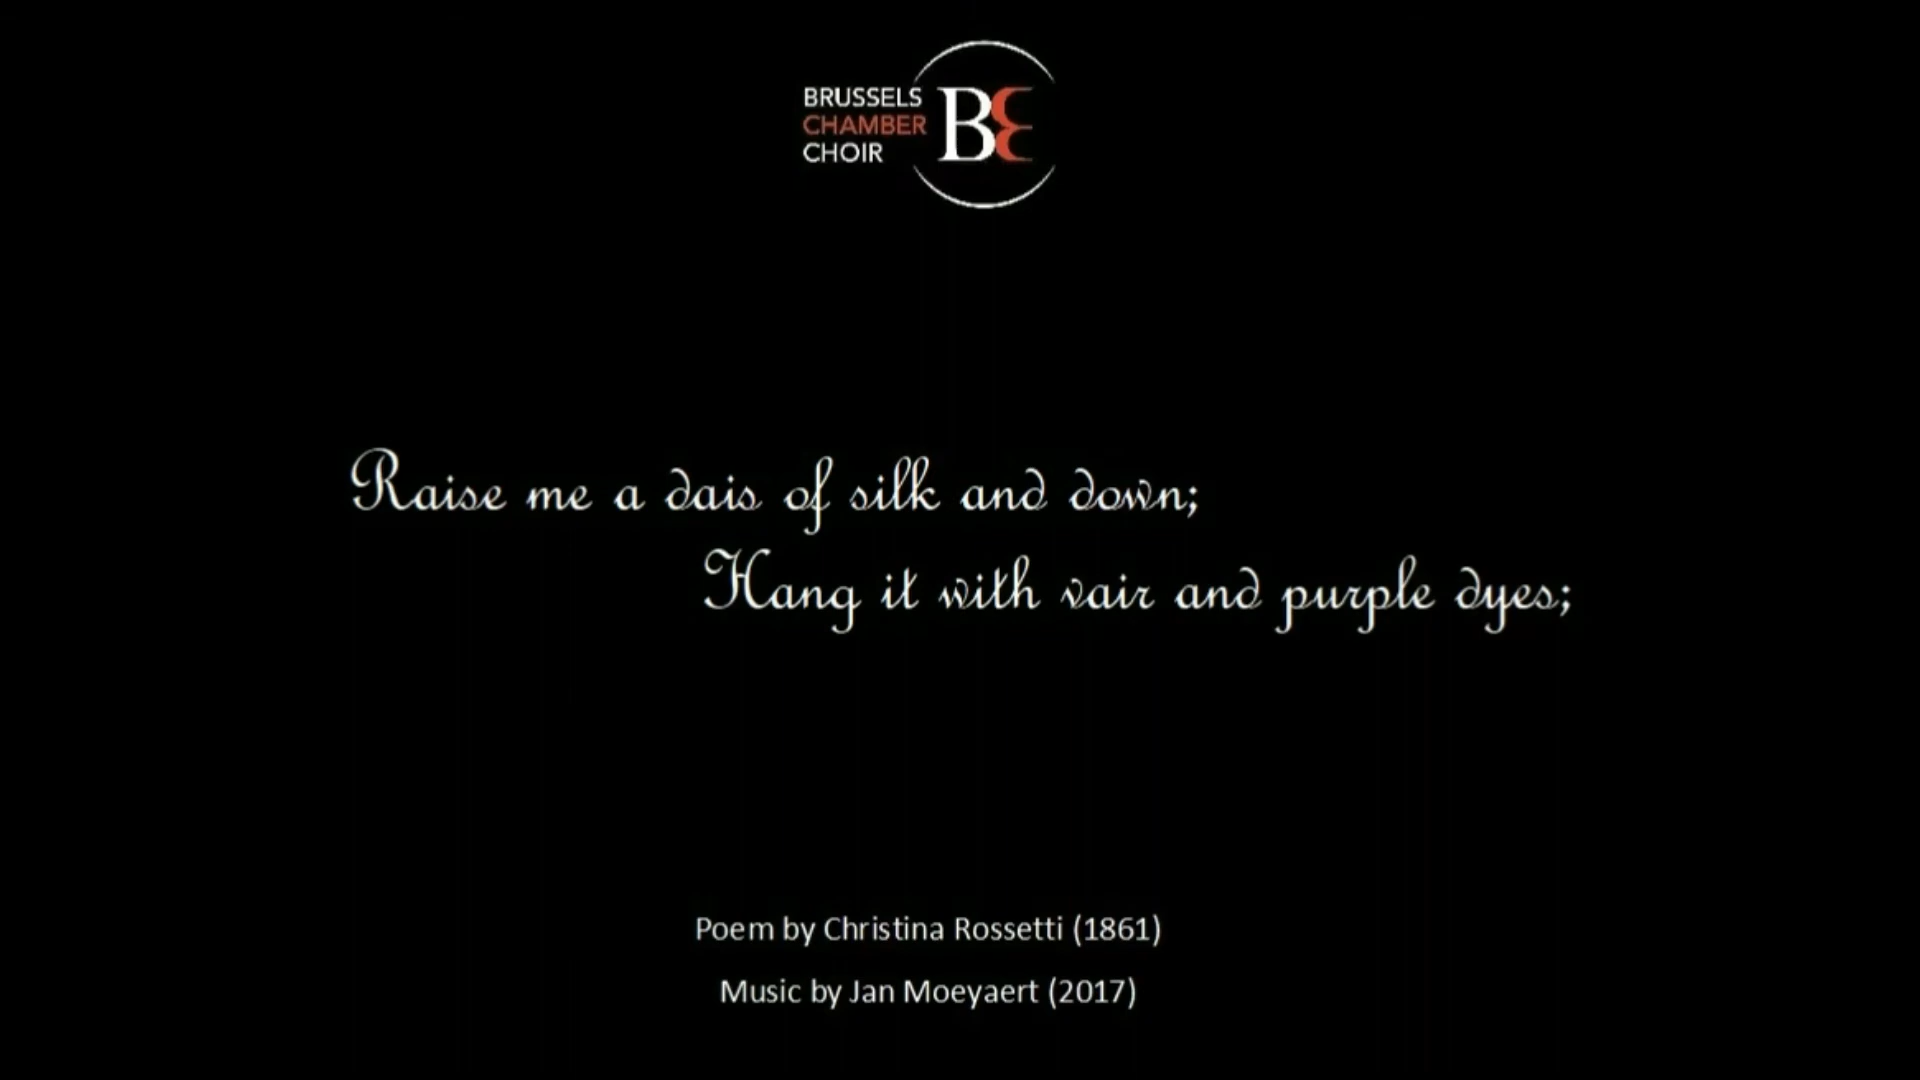 BRUSSELS
CHAMBER
CHOIR
BE
Raise me a dais of silk and down;
Hang it with vair and purple dyes;
Poem by Christina Rossetti (1861)
Music by Jan Moeyaert (2017)